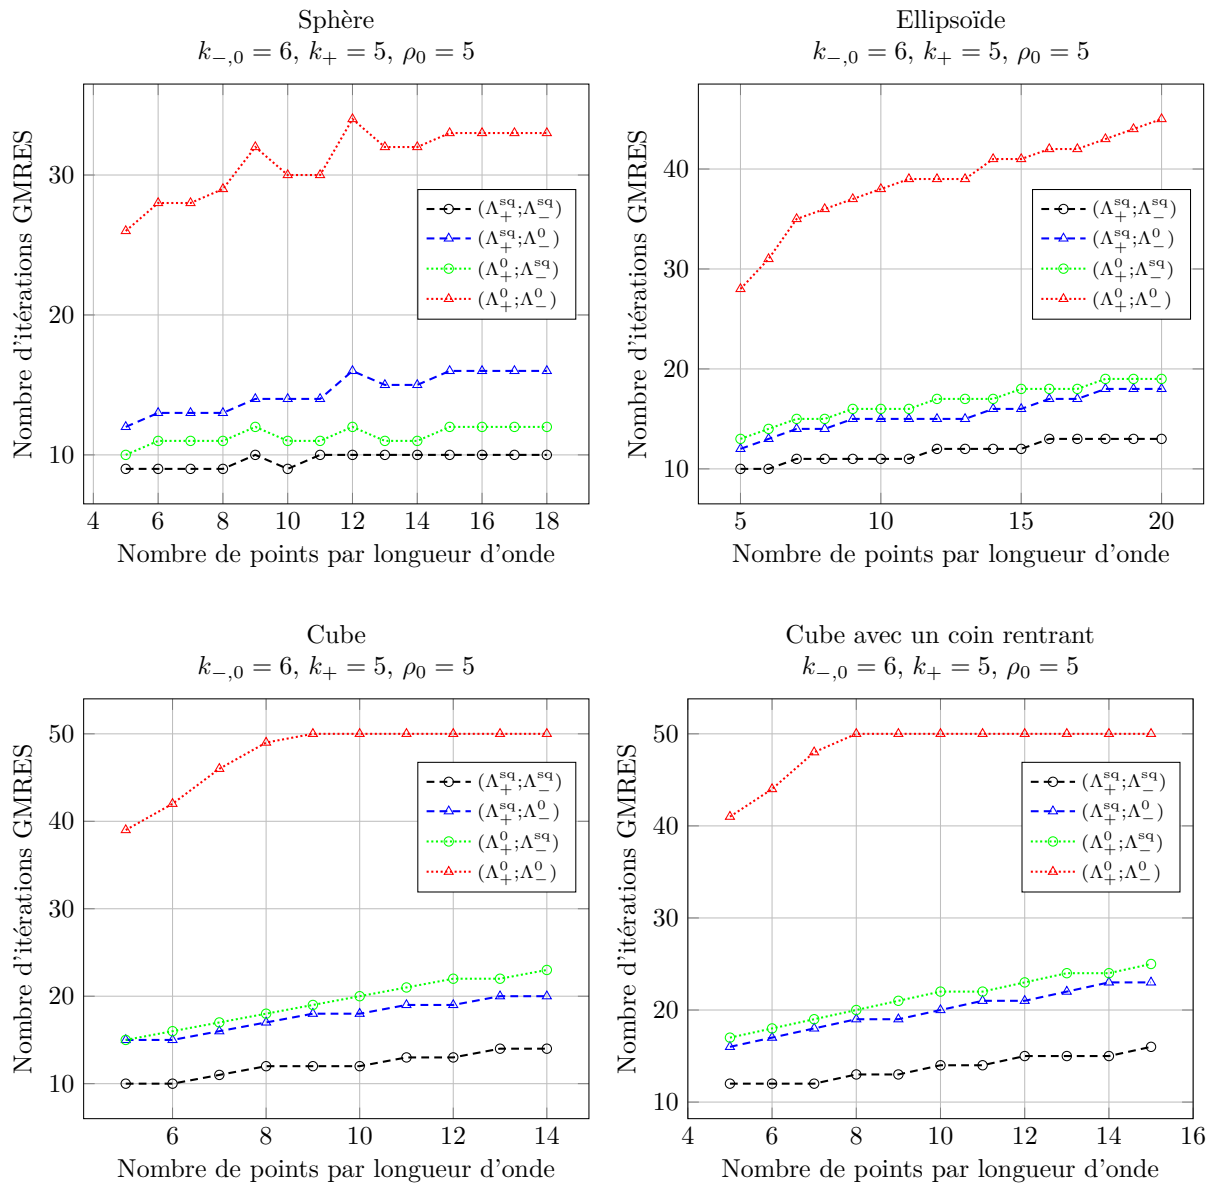 Sphère
k₋,₀ = 6, k₊ = 5, ρ₀ = 5
Nombre d'itérations GMRES
30
20
10
(Λ₊^sq;Λ₋^sq)
(Λ₊^sq;Λ₋^0)
(Λ₊^0;Λ₋^sq)
(Λ₊^0;Λ₋^0)
4 6 8 10 12 14 16 18
Nombre de points par longueur d'onde
Ellipsoïde
k₋,₀ = 6, k₊ = 5, ρ₀ = 5
Nombre d'itérations GMRES
40
30
20
10
(Λ₊^sq;Λ₋^sq)
(Λ₊^sq;Λ₋^0)
(Λ₊^0;Λ₋^sq)
(Λ₊^0;Λ₋^0)
5 10 15 20
Nombre de points par longueur d'onde
Cube
k₋,₀ = 6, k₊ = 5, ρ₀ = 5
Nombre d'itérations GMRES
50
40
30
20
10
(Λ₊^sq;Λ₋^sq)
(Λ₊^sq;Λ₋^0)
(Λ₊^0;Λ₋^sq)
(Λ₊^0;Λ₋^0)
6 8 10 12 14
Nombre de points par longueur d'onde
Cube avec un coin rentrant
k₋,₀ = 6, k₊ = 5, ρ₀ = 5
Nombre d'itérations GMRES
50
40
30
20
10
(Λ₊^sq;Λ₋^sq)
(Λ₊^sq;Λ₋^0)
(Λ₊^0;Λ₋^sq)
(Λ₊^0;Λ₋^0)
4 6 8 10 12 14 16
Nombre de points par longueur d'onde